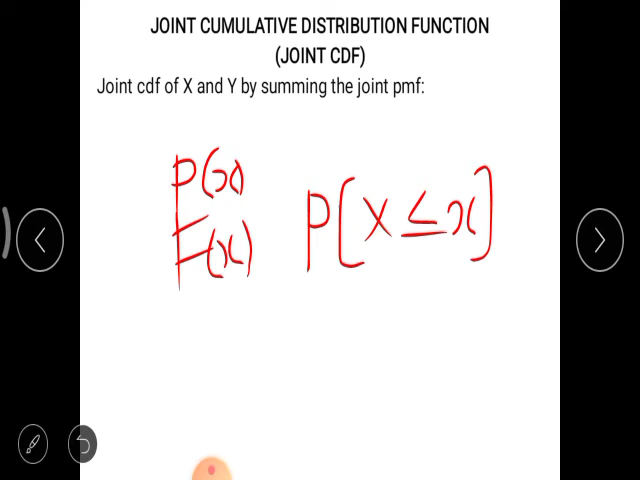 JOINT CUMULATIVE DISTRIBUTION FUNCTION
(JOINT CDF)
Joint cdf of X and Y by summing the joint pmf:
P(x)
F(x)
P[X ≤ x]